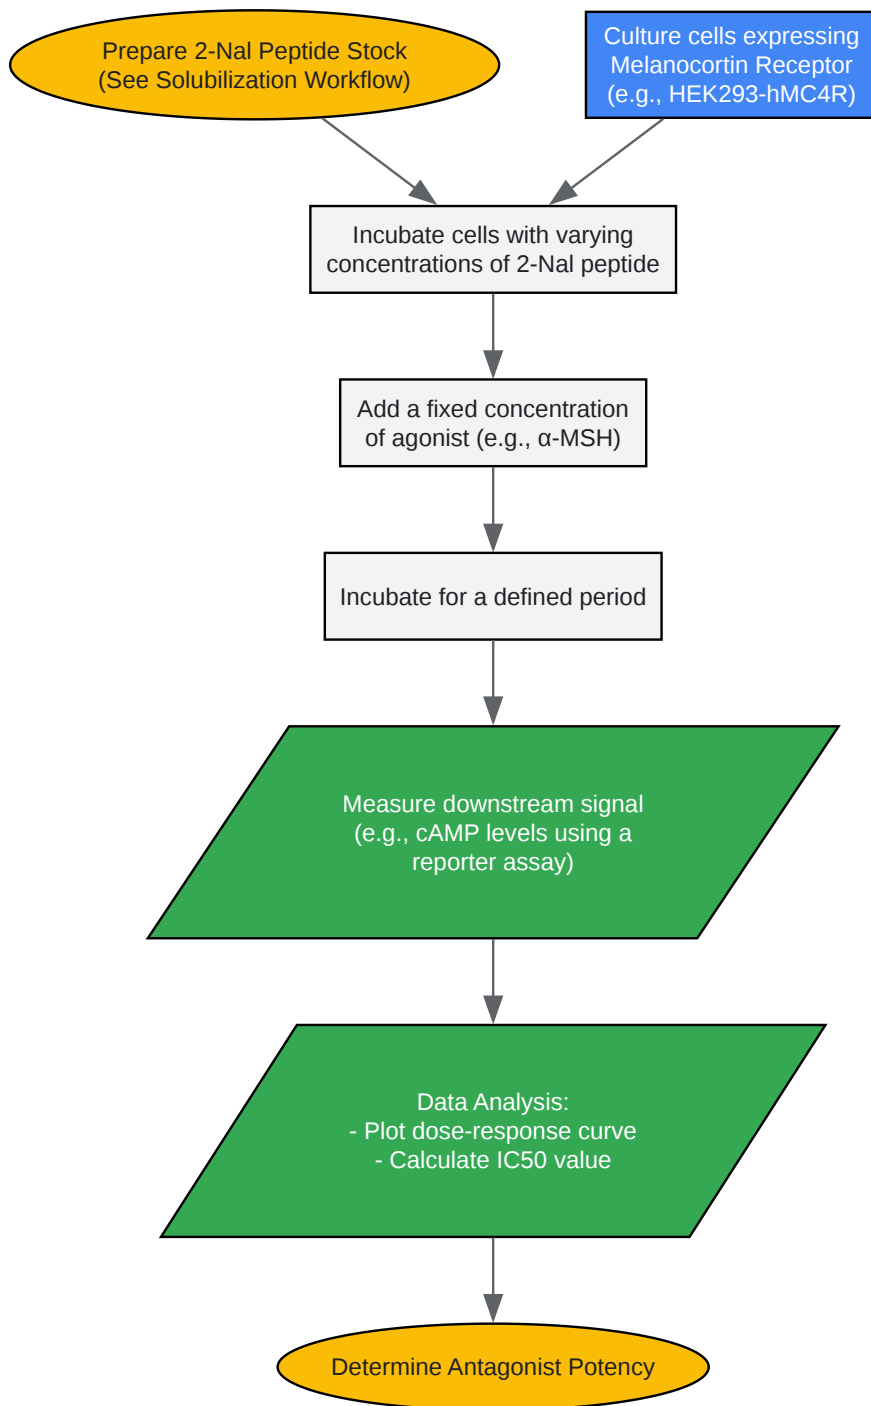 Prepare 2-Nal Peptide Stock
(See Solubilization Workflow)
Culture cells expressing
Melanocortin Receptor
(e.g., HEK293-hMC4R)
Incubate cells with varying
concentrations of 2-Nal peptide
Add a fixed concentration
of agonist (e.g., α-MSH)
Incubate for a defined period
Measure downstream signal
(e.g., cAMP levels using a
reporter assay)
Data Analysis:
- Plot dose-response curve
- Calculate IC50 value
Determine Antagonist Potency